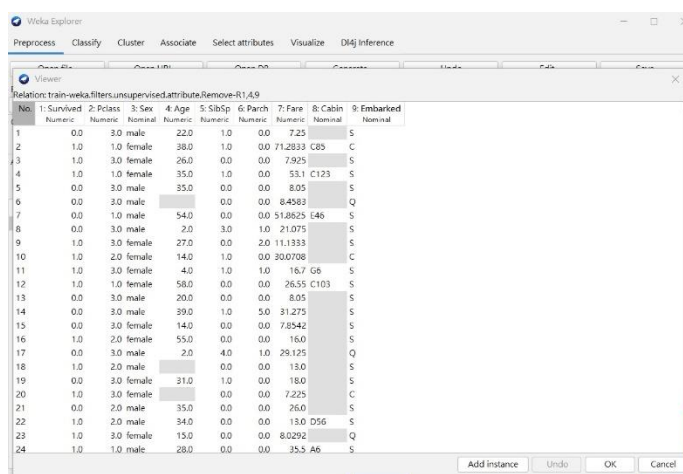 Weka Explorer
Preprocess Classify Cluster Associate Select attributes Visualize Dl4j Inference
Viewer
Relation: train-weka.filters.unsupervised.attribute.Remove-R1,4,9
No. 1: Survived 2: Pclass 3: Sex 4: Age 5: SibSp 6: Parch 7: Fare 8: Cabin 9: Embarked
Numeric Numeric Nominal Numeric Numeric Numeric Numeric Nominal Nominal
1 0.0 3.0 male 22.0 1.0 0.0 7.25 S
2 1.0 1.0 female 38.0 1.0 0.0 71.2833 C85 C
3 1.0 3.0 female 26.0 0.0 0.0 7.925 S
4 1.0 1.0 female 35.0 1.0 0.0 53.1 C123 S
5 0.0 3.0 male 35.0 0.0 0.0 8.05 S
6 0.0 3.0 male 0.0 0.0 8.4583 Q
7 0.0 1.0 male 54.0 0.0 0.0 51.8625 E46 S
8 0.0 3.0 male 2.0 3.0 1.0 21.075 S
9 1.0 3.0 female 27.0 0.0 2.0 11.1333 S
10 1.0 2.0 female 14.0 1.0 0.0 30.0708 C
11 1.0 3.0 female 4.0 1.0 1.0 16.7 G6 S
12 1.0 1.0 female 58.0 0.0 0.0 26.55 C103 S
13 0.0 3.0 male 20.0 0.0 0.0 8.05 S
14 0.0 3.0 male 39.0 1.0 5.0 31.275 S
15 0.0 3.0 female 14.0 0.0 0.0 7.8542 S
16 1.0 2.0 female 55.0 0.0 0.0 16.0 S
17 0.0 3.0 male 2.0 4.0 1.0 29.125 Q
18 1.0 2.0 male 0.0 0.0 13.0 S
19 0.0 3.0 female 31.0 1.0 0.0 18.0 S
20 1.0 3.0 female 0.0 0.0 7.225 C
21 0.0 2.0 male 35.0 0.0 0.0 26.0 S
22 1.0 2.0 male 34.0 0.0 0.0 13.0 D56 S
23 1.0 3.0 female 15.0 0.0 0.0 8.0292 Q
24 1.0 1.0 male 28.0 0.0 0.0 35.5 A6 S
Add instance Undo OK Cancel